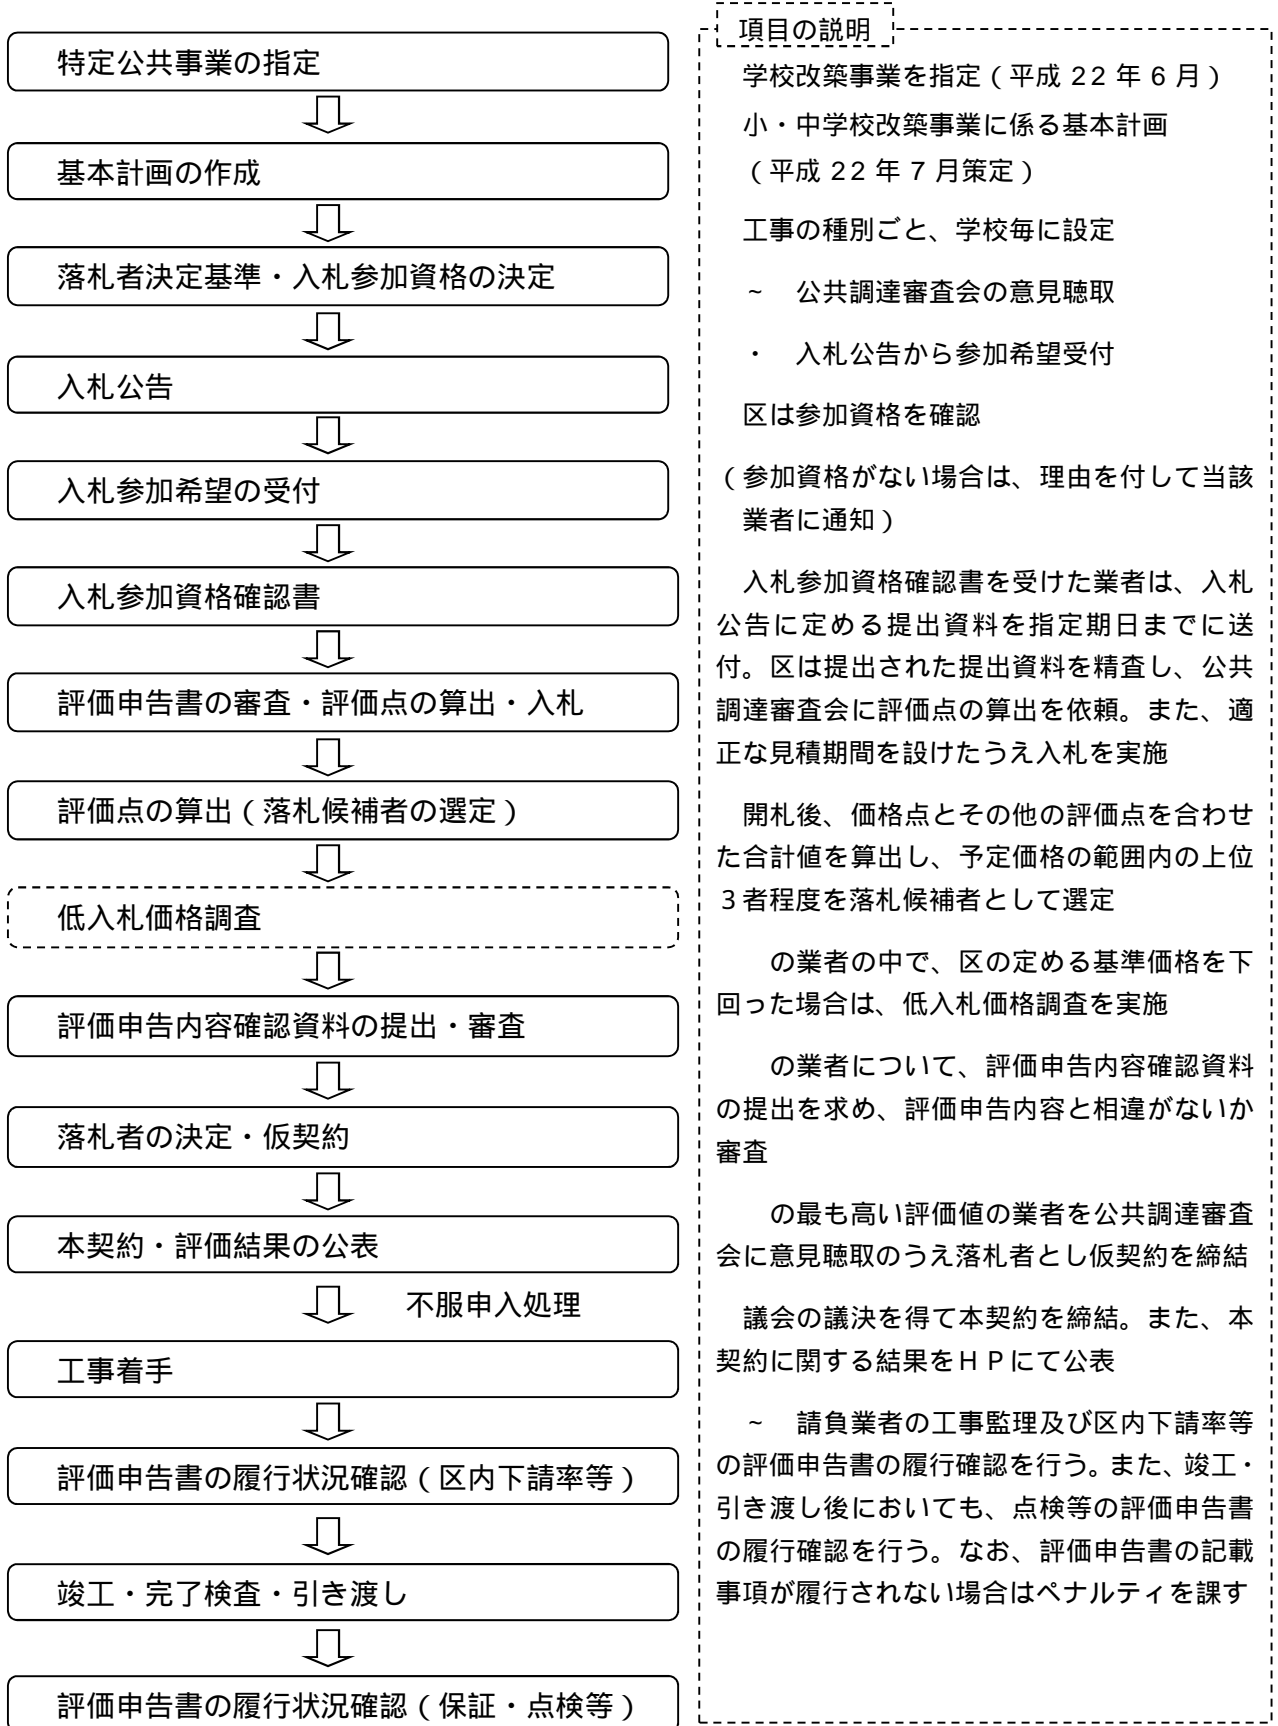 特定公共事業の指定
基本計画の作成
落札者決定基準・入札参加資格の決定
入札公告
入札参加希望の受付
入札参加資格確認書
評価申告書の審査・評価点の算出・入札
評価点の算出（落札候補者の選定）
低入札価格調査
評価申告内容確認資料の提出・審査
落札者の決定・仮契約
本契約・評価結果の公表
不服申入処理
工事着手
評価申告書の履行状況確認（区内下請率等）
竣工・完了検査・引き渡し
評価申告書の履行状況確認（保証・点検等）
項目の説明
学校改築事業を指定（平成 22 年 6 月）
小・中学校改築事業に係る基本計画
（平成 22 年 7 月策定）
工事の種別ごと、学校毎に設定
~　公共調達審査会の意見聴取
・　入札公告から参加希望受付
区は参加資格を確認
（参加資格がない場合は、理由を付して当該
業者に通知）
入札参加資格確認書を受けた業者は、入札
公告に定める提出資料を指定期日までに送
付。区は提出された提出資料を精査し、公共
調達審査会に評価点の算出を依頼。また、適
正な見積期間を設けたうえ入札を実施
開札後、価格点とその他の評価点を合わせ
た合計値を算出し、予定価格の範囲内の上位
３者程度を落札候補者として選定
の業者の中で、区の定める基準価格を下
回った場合は、低入札価格調査を実施
の業者について、評価申告内容確認資料
の提出を求め、評価申告内容と相違がないか
審査
の最も高い評価値の業者を公共調達審査
会に意見聴取のうえ落札者とし仮契約を締結
議会の議決を得て本契約を締結。また、本
契約に関する結果をＨＰにて公表
~　請負業者の工事監理及び区内下請率等
の評価申告書の履行確認を行う。また、竣工・
引き渡し後においても、点検等の評価申告書
の履行確認を行う。なお、評価申告書の記載
事項が履行されない場合はペナルティを課す